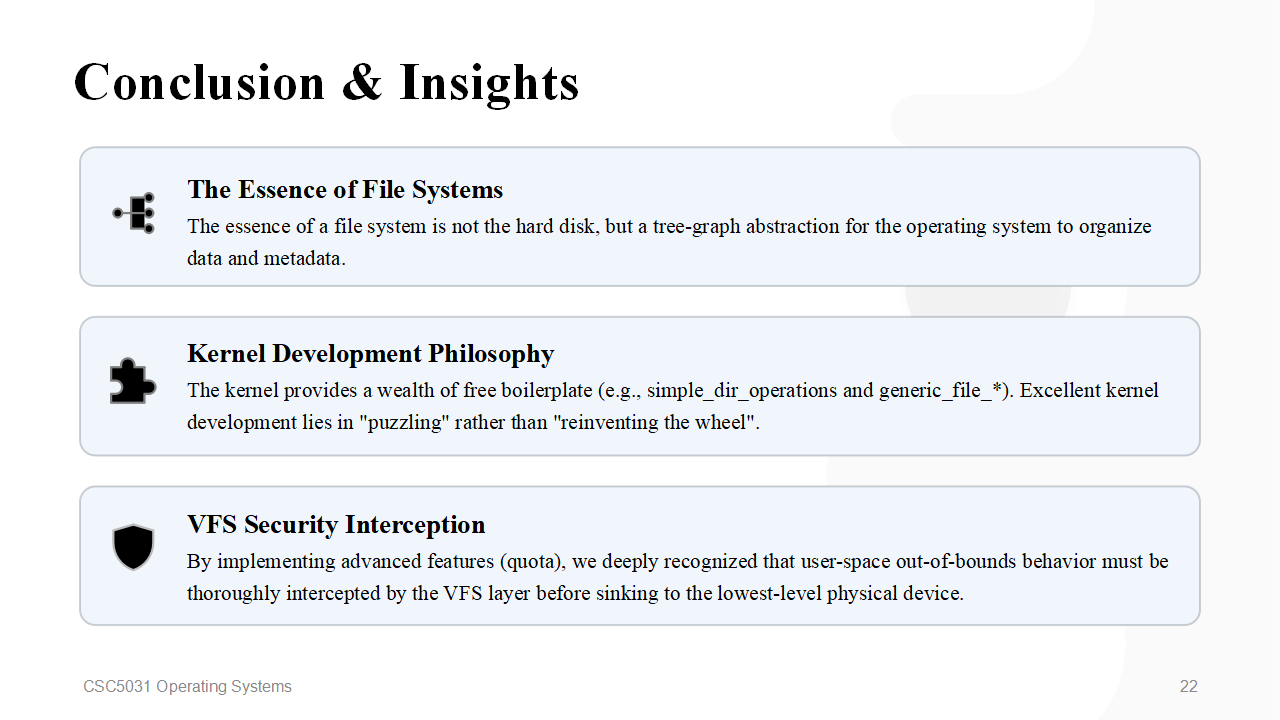 Conclusion & Insights
The Essence of File Systems
The essence of a file system is not the hard disk, but a tree-graph abstraction for the operating system to organize
data and metadata.
Kernel Development Philosophy
The kernel provides a wealth of free boilerplate (e.g., simple_dir_operations and generic_file_*). Excellent kernel
development lies in "puzzling" rather than "reinventing the wheel".
VFS Security Interception
By implementing advanced features (quota), we deeply recognized that user-space out-of-bounds behavior must be
thoroughly intercepted by the VFS layer before sinking to the lowest-level physical device.
CSC5031 Operating Systems
22